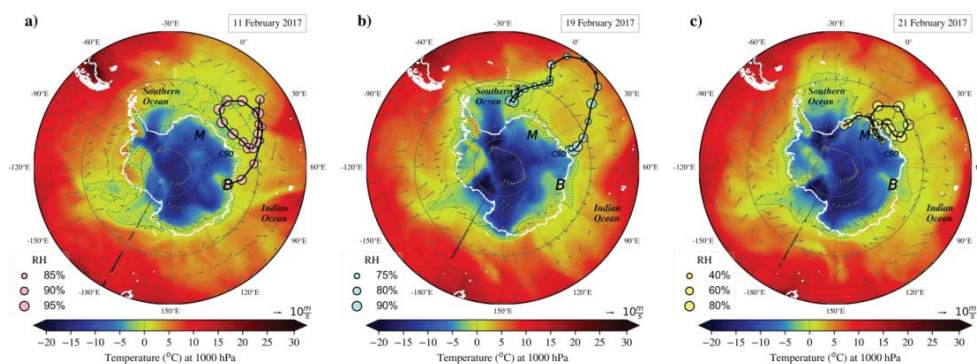 a) 11 February 2017
-60°E -30°E 0°E 30°E
-90°E 60°E
-120°E 60°E
-150°E 90°E
-180°E 150°E 120°E
Southern Ocean
M
CSO
B
Indian Ocean
RH
85%
90%
95%
10 m/s
-20 -15 -10 -5 0 5 10 15 20 25 30
Temperature (°C) at 1000 hPa
b) 19 February 2017
-60°E -30°E 0°E 30°E
-90°E
-120°E 60°E
-150°E 90°E
-180°E 150°E 120°E
Southern Ocean
M
CSO
B
Indian Ocean
RH
75%
80%
90%
10 m/s
-20 -15 -10 -5 0 5 10 15 20 25 30
Temperature (°C) at 1000 hPa
c) 21 February 2017
-60°E -30°E 0°E 30°E
-90°E
-120°E 60°E
-150°E 90°E
-180°E 150°E 120°E
Southern Ocean
M
CSO
B
Indian Ocean
RH
40%
60%
80%
10 m/s
-20 -15 -10 -5 0 5 10 15 20 25 30
Temperature (°C) at 1000 hPa